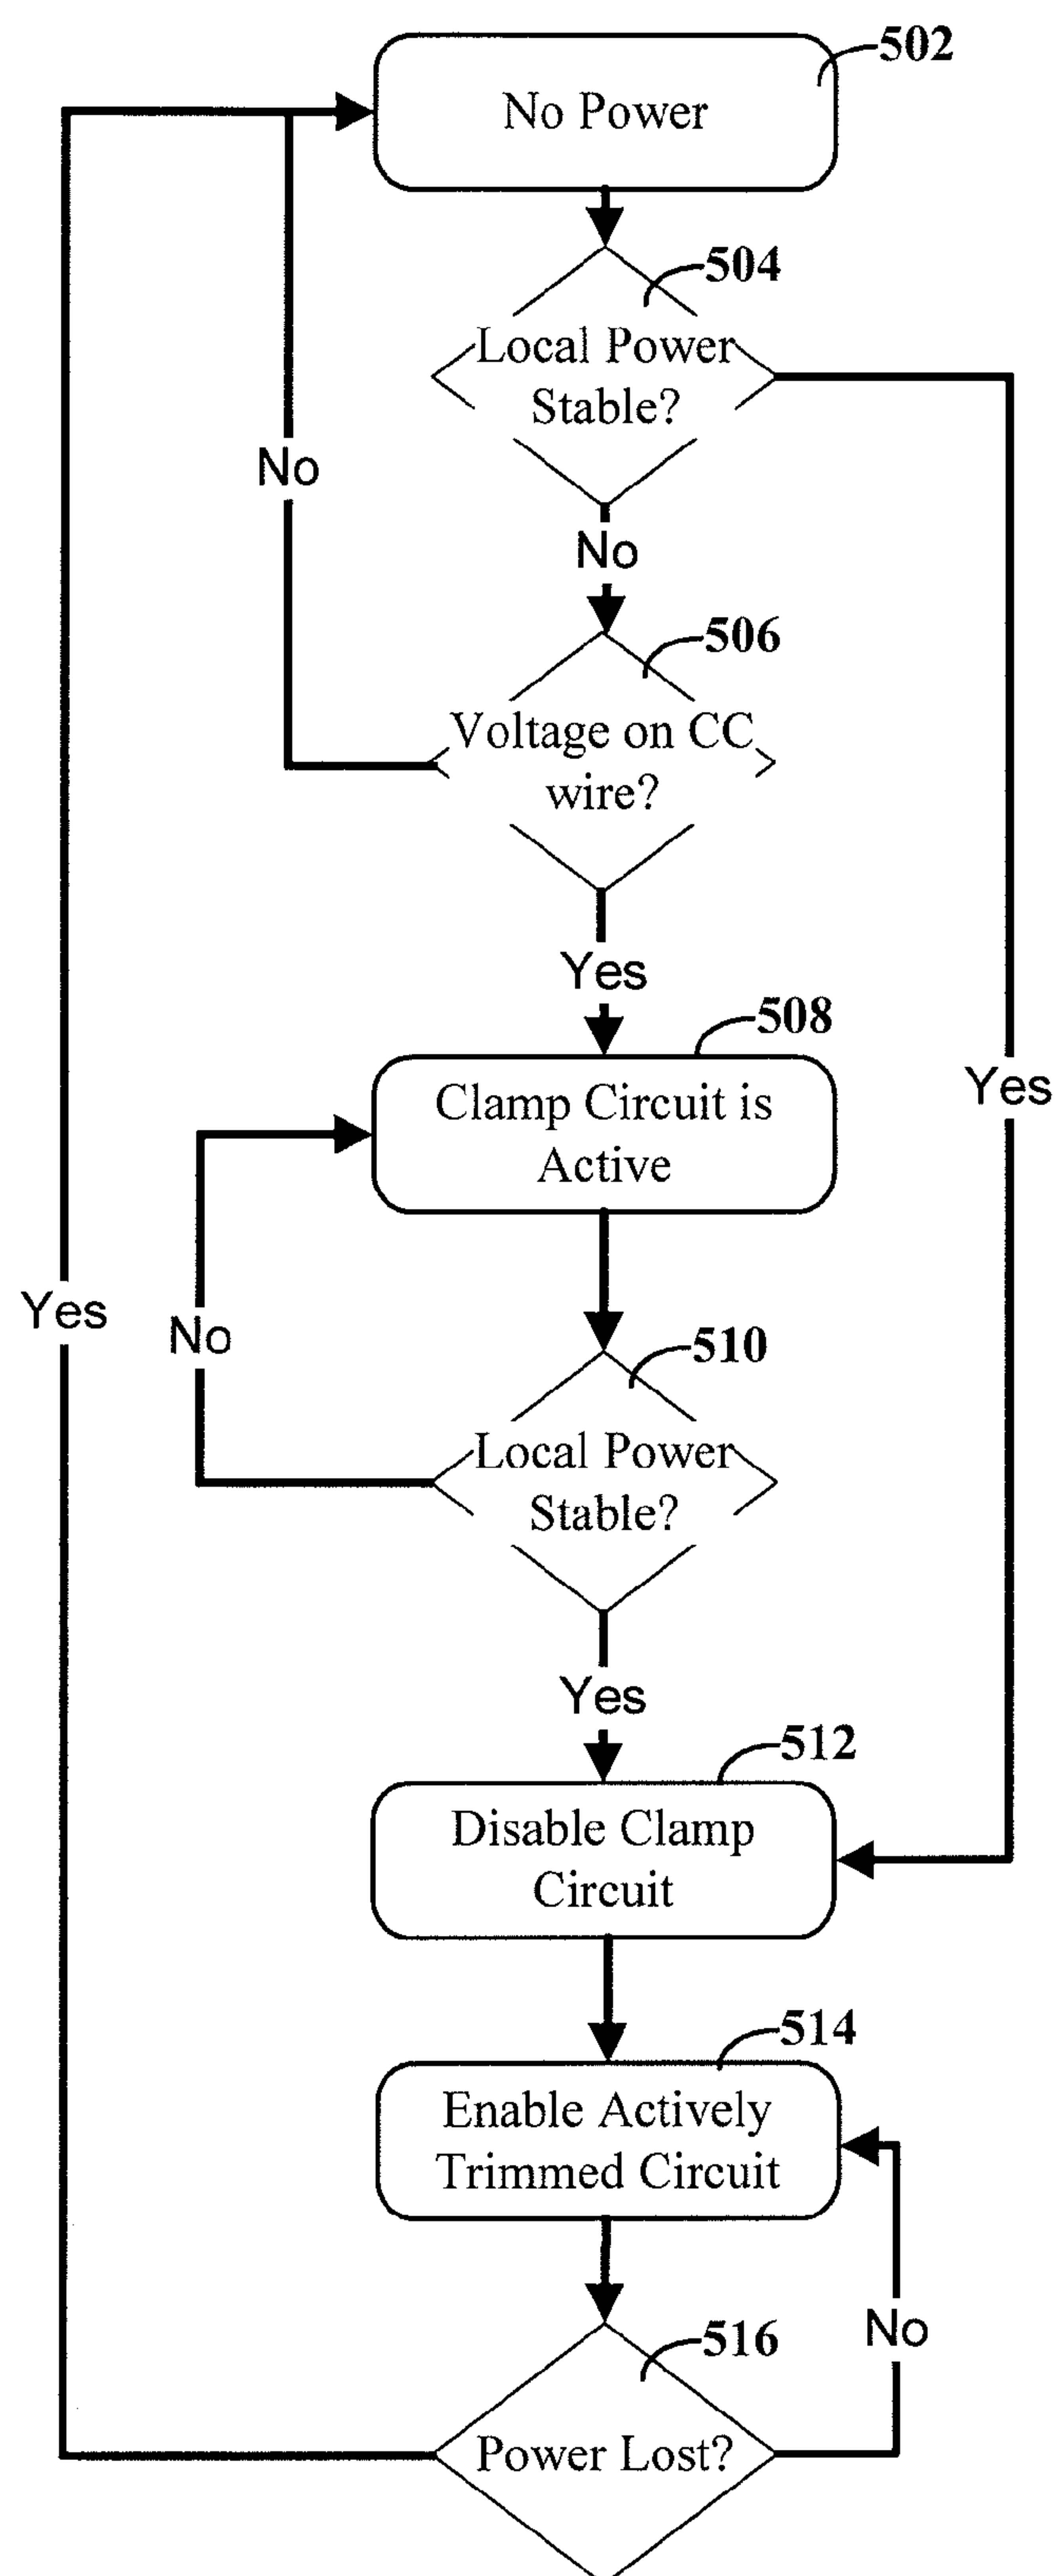 502
No Power
504
Local Power
Stable?
No
No
506
Voltage on CC
wire?
Yes
508
Clamp Circuit is
Active
Yes
Yes
No
510
Local Power
Stable?
Yes
512
Disable Clamp
Circuit
514
Enable Actively
Trimmed Circuit
No
516
Power Lost?